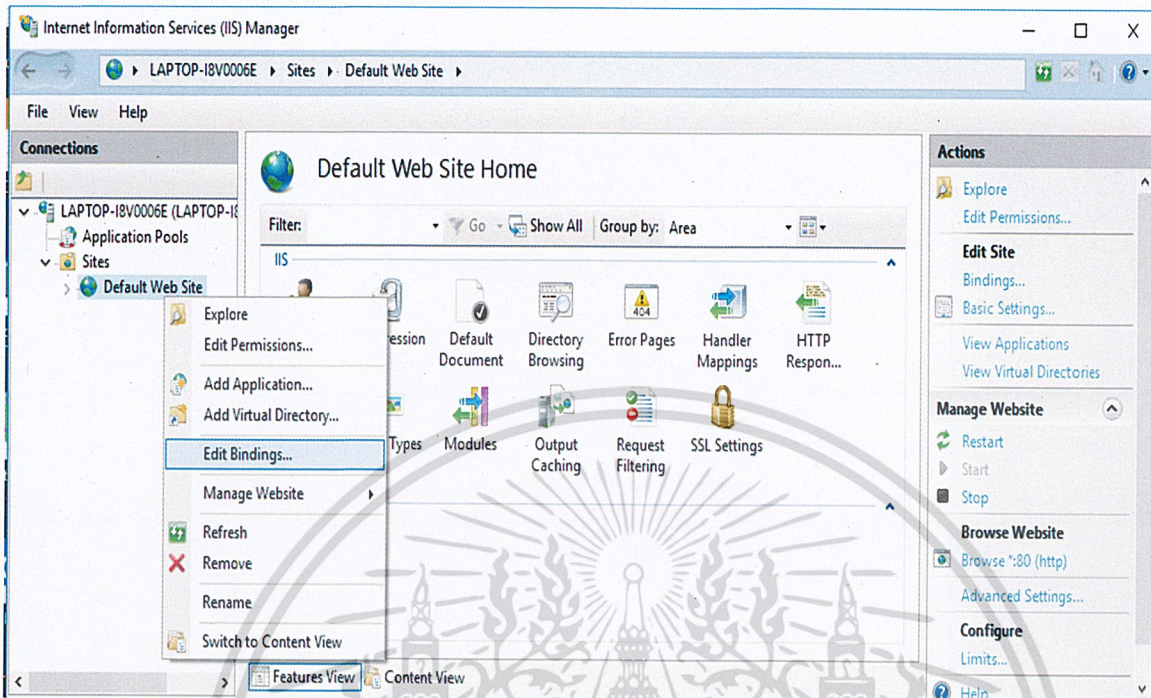 Internet Information Services (IIS) Manager
LAPTOP-I8V0006E Sites Default Web Site
File View Help
Connections
LAPTOP-I8V0006E (LAPTOP-I8
Application Pools
Sites
Default Web Site
Explore
Edit Permissions...
Add Application...
Add Virtual Directory...
Edit Bindings...
Manage Website
Refresh
Remove
Rename
Switch to Content View
Default Web Site Home
Filter: Go Show All Group by: Area
IIS
ession
Default Document
Directory Browsing
404
Error Pages
Handler Mappings
HTTP Respon...
Types
Modules
Output Caching
Request Filtering
SSL Settings
Features View Content View
Actions
Explore
Edit Permissions...
Edit Site
Bindings...
Basic Settings...
View Applications
View Virtual Directories
Manage Website
Restart
Start
Stop
Browse Website
Browse *:80 (http)
Advanced Settings...
Configure
Limits...
Help